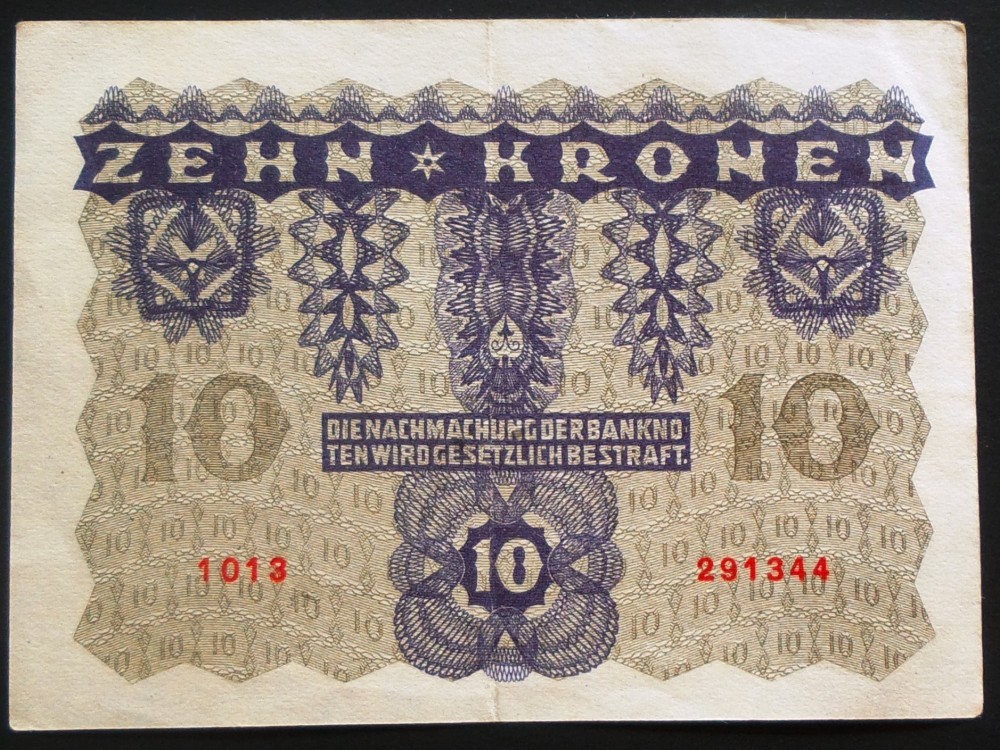 ZEHN ✶ KRONEN
10 10
DIE NACHMACHUNG DER BANKNO-
TEN WIRD GESETZLICH BESTRAFT.
10
1013 291344